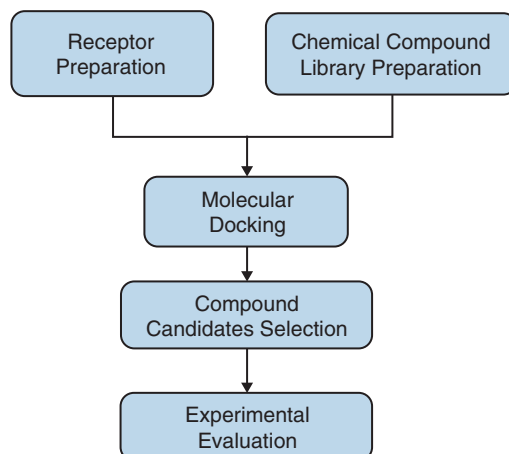 Receptor
Preparation
Chemical Compound
Library Preparation
Molecular
Docking
Compound
Candidates Selection
Experimental
Evaluation